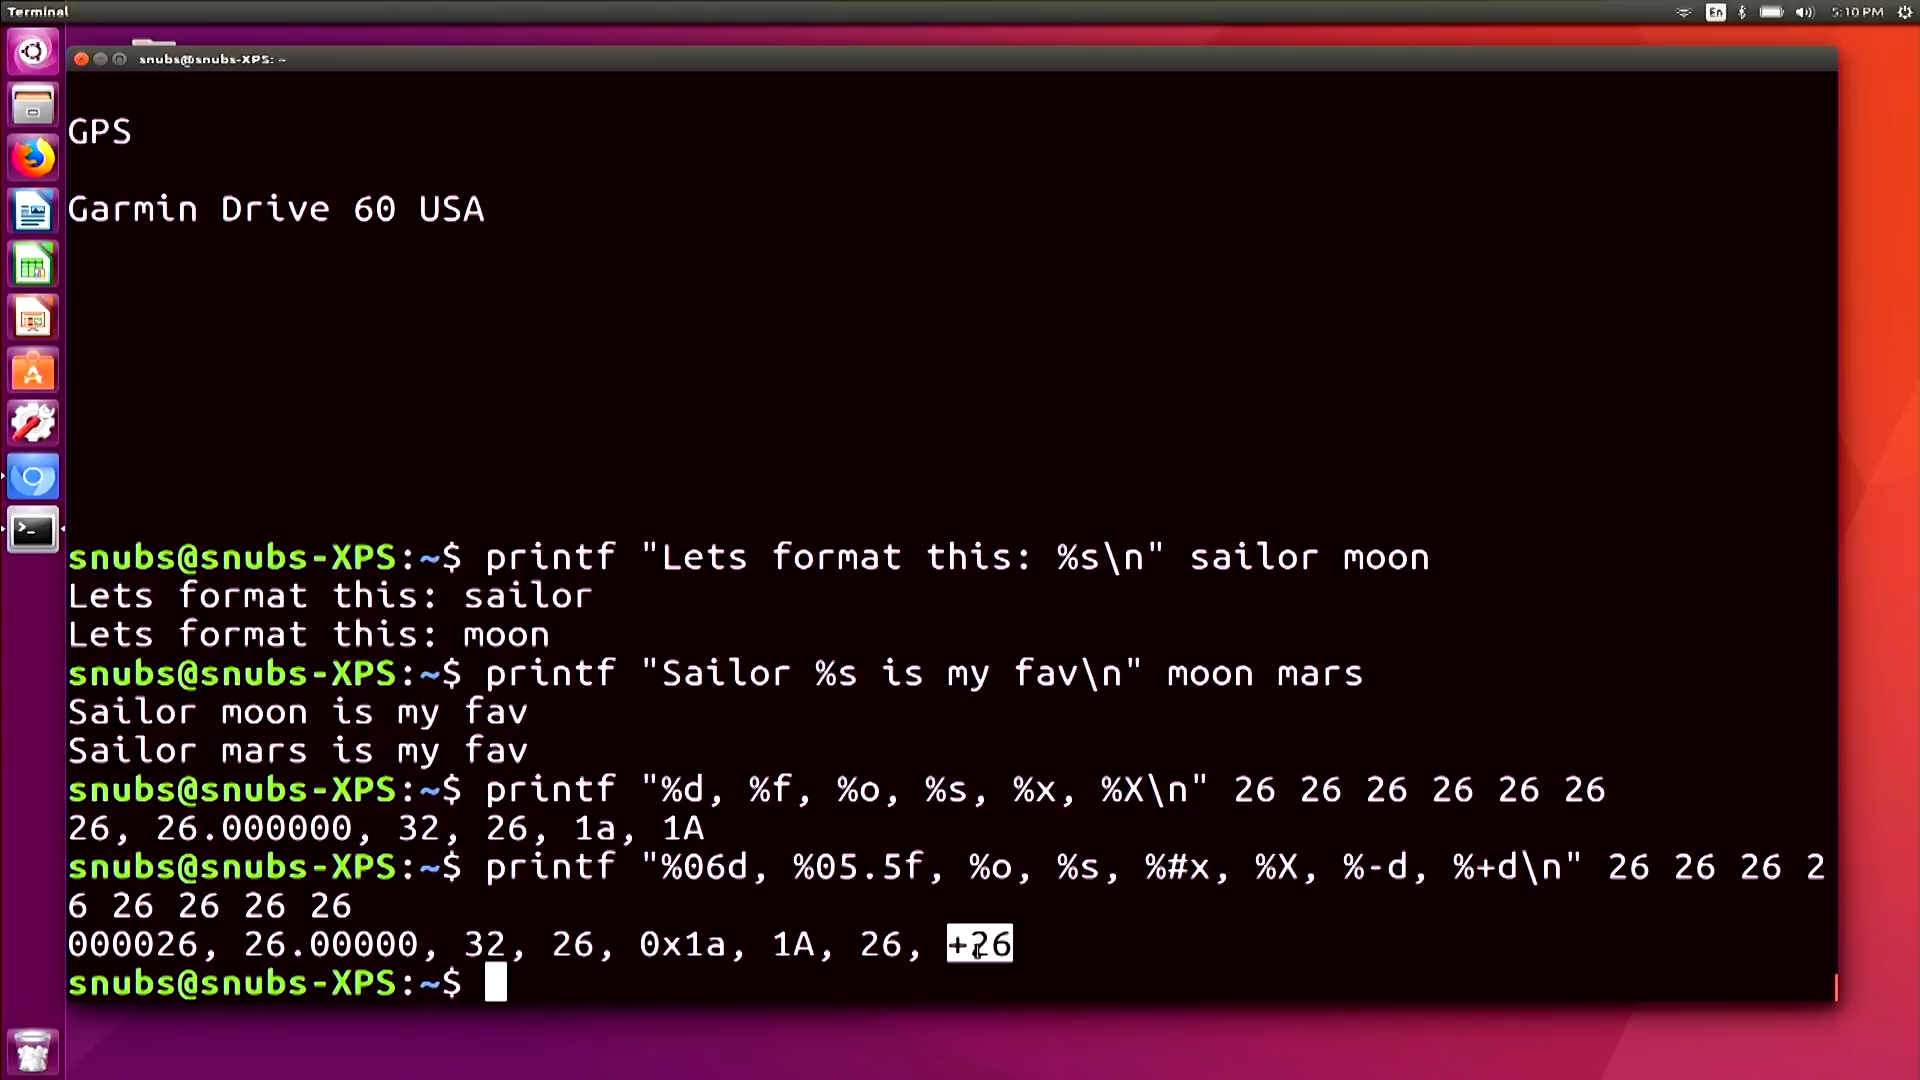 Terminal
En
5:10 PM
snubs@snubs-XPS: ~
GPS
Garmin Drive 60 USA
snubs@snubs-XPS:~$ printf "Lets format this: %s\n" sailor moon
Lets format this: sailor
Lets format this: moon
snubs@snubs-XPS:~$ printf "Sailor %s is my fav\n" moon mars
Sailor moon is my fav
Sailor mars is my fav
snubs@snubs-XPS:~$ printf "%d, %f, %o, %s, %x, %X\n" 26 26 26 26 26 26
26, 26.000000, 32, 26, 1a, 1A
snubs@snubs-XPS:~$ printf "%06d, %05.5f, %o, %s, %#x, %X, %-d, %+d\n" 26 26 26 2
6 26 26 26 26
000026, 26.00000, 32, 26, 0x1a, 1A, 26, +26
snubs@snubs-XPS:~$